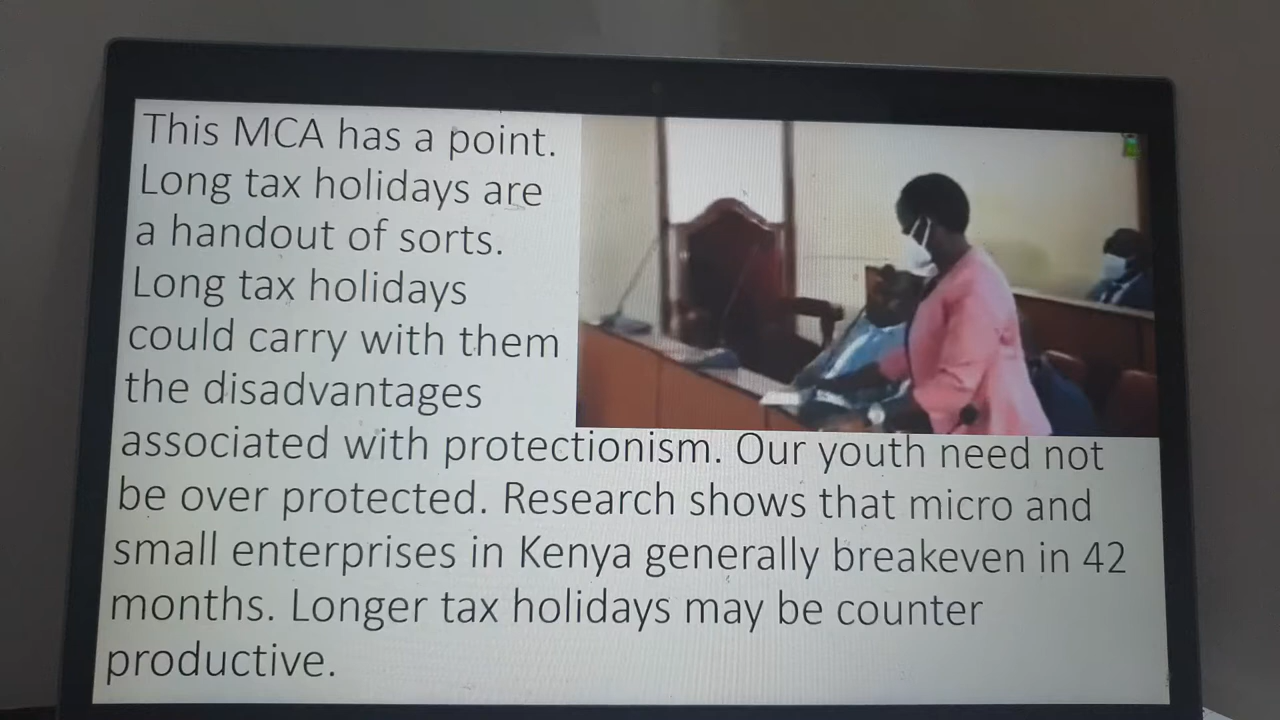 This MCA has a point.
Long tax holidays are
a handout of sorts.
Long tax holidays
could carry with them
the disadvantages
associated with protectionism. Our youth need not
be over protected. Research shows that micro and
small enterprises in Kenya generally breakeven in 42
months. Longer tax holidays may be counter
productive.